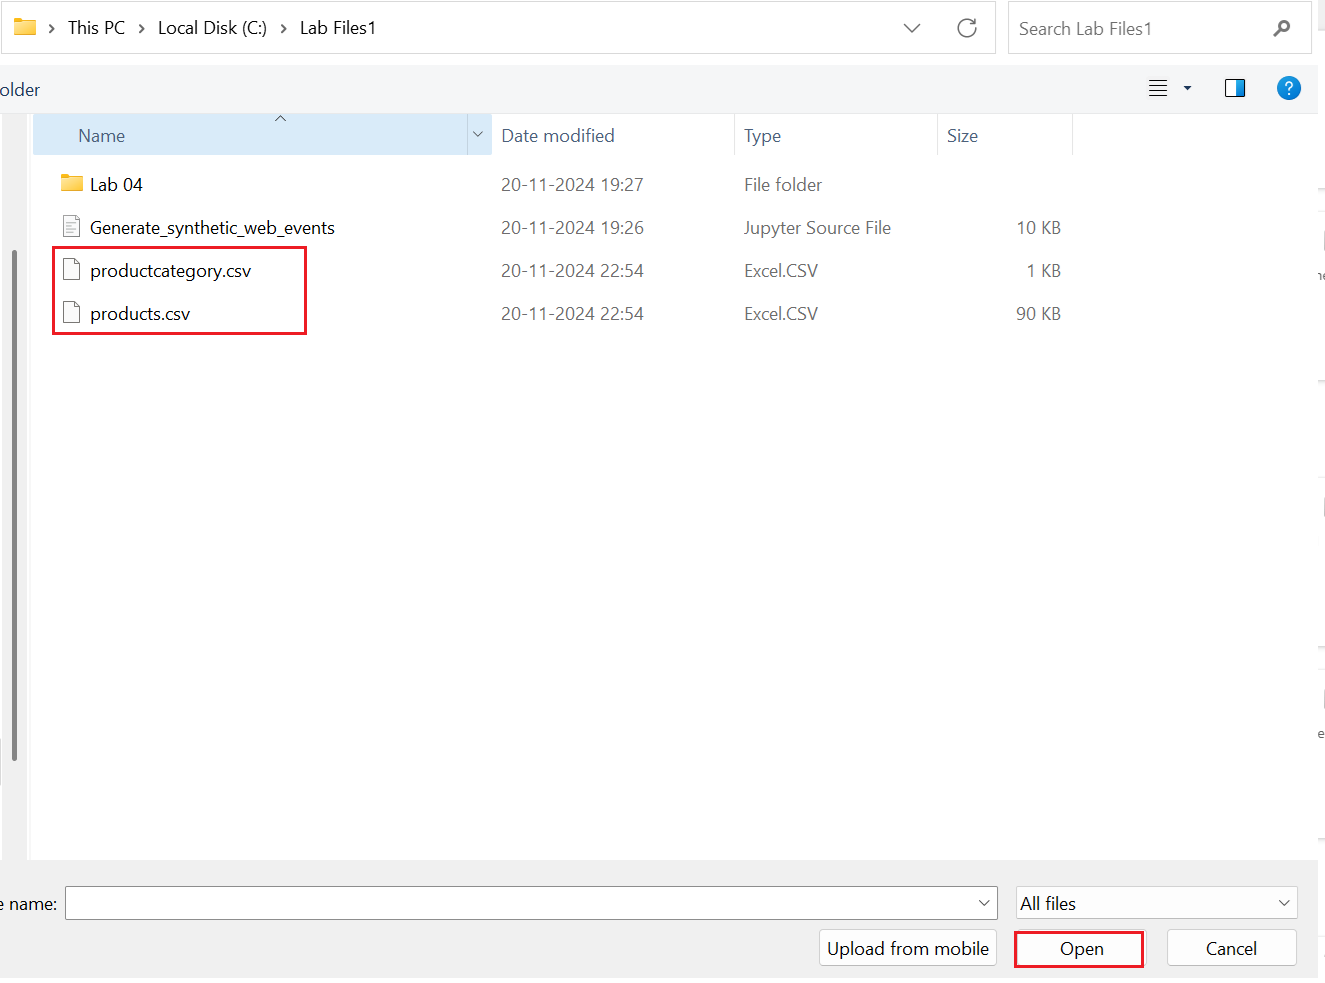 This PC > Local Disk (C:) > Lab Files1
Search Lab Files1
older
?
Name
Date modified
Type
Size
Lab 04
20-11-2024 19:27
File folder
Generate_synthetic_web_events
20-11-2024 19:26
Jupyter Source File
10 KB
productcategory.csv
20-11-2024 22:54
Excel.CSV
1 KB
products.csv
20-11-2024 22:54
Excel.CSV
90 KB
e name:
All files
Upload from mobile
Open
Cancel